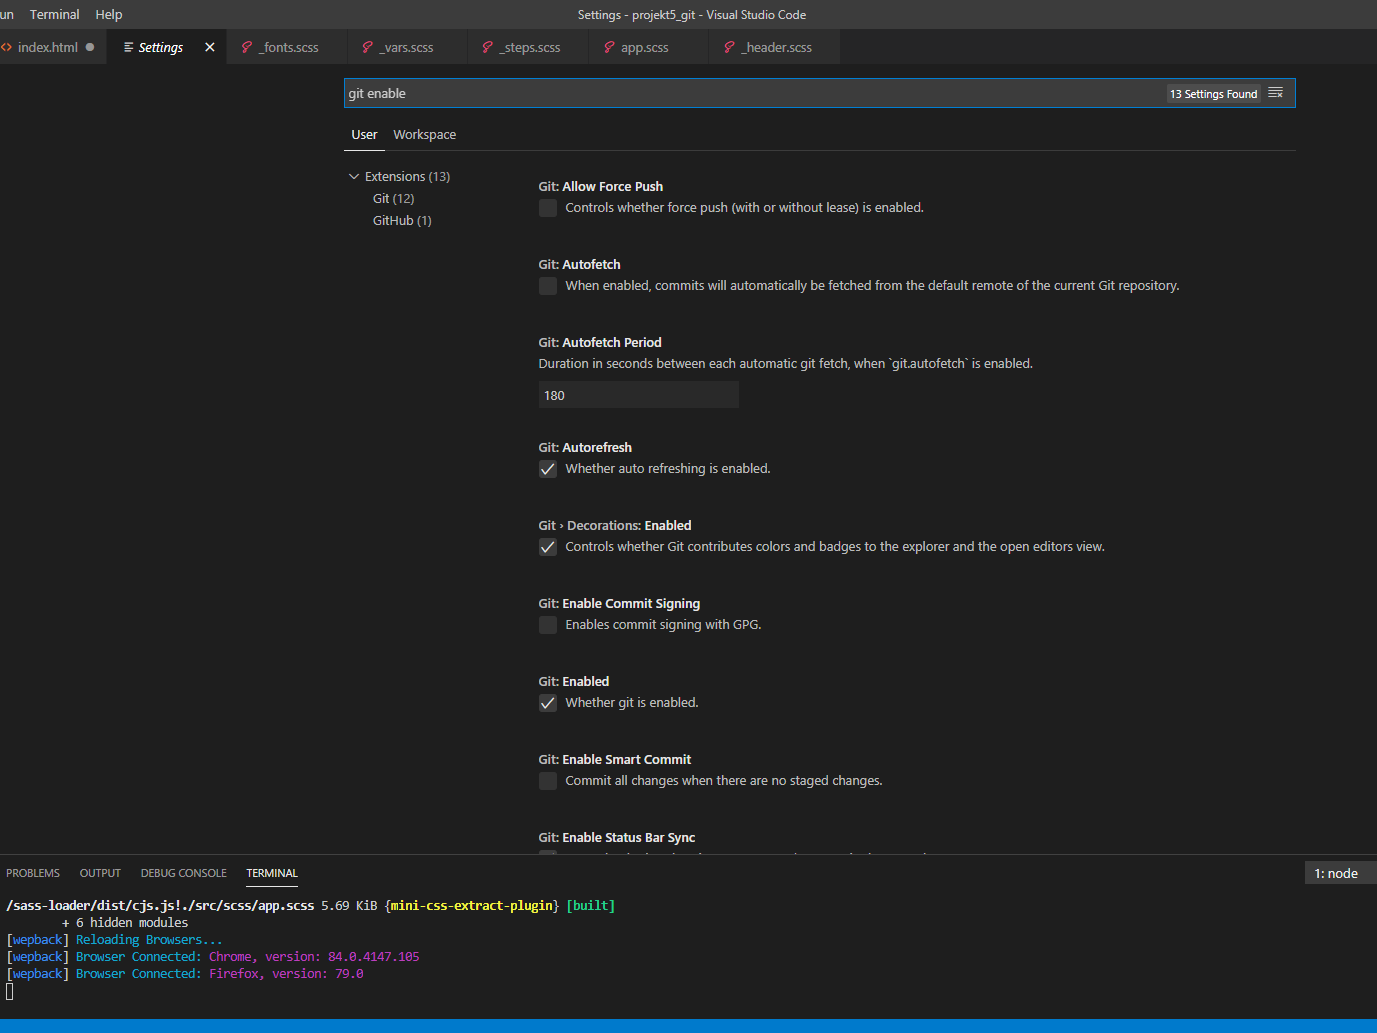 un Terminal Help Settings - projekt5_git - Visual Studio Code
index.html Settings _fonts.scss _vars.scss _steps.scss app.scss _header.scss
git enable 13 Settings Found
User Workspace
Extensions (13)
Git (12)
GitHub (1)
Git: Allow Force Push
Controls whether force push (with or without lease) is enabled.
Git: Autofetch
When enabled, commits will automatically be fetched from the default remote of the current Git repository.
Git: Autofetch Period
Duration in seconds between each automatic git fetch, when `git.autofetch` is enabled.
180
Git: Autorefresh
Whether auto refreshing is enabled.
Git › Decorations: Enabled
Controls whether Git contributes colors and badges to the explorer and the open editors view.
Git: Enable Commit Signing
Enables commit signing with GPG.
Git: Enabled
Whether git is enabled.
Git: Enable Smart Commit
Commit all changes when there are no staged changes.
Git: Enable Status Bar Sync
PROBLEMS OUTPUT DEBUG CONSOLE TERMINAL 1: node
/sass-loader/dist/cjs.js!./src/scss/app.scss 5.69 KiB {mini-css-extract-plugin} [built]
+ 6 hidden modules
[wepback] Reloading Browsers...
[wepback] Browser Connected: Chrome, version: 84.0.4147.105
[wepback] Browser Connected: Firefox, version: 79.0